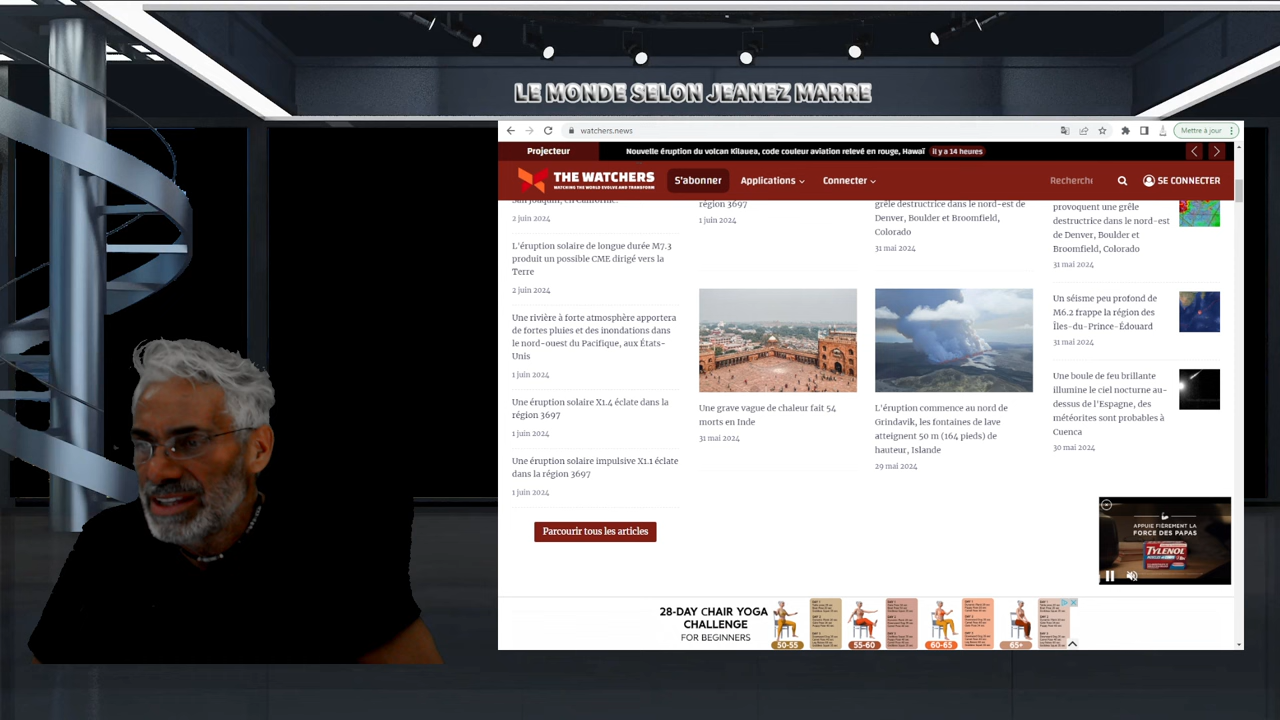 LE MONDE SELON JEANEZ MARRE
watchers.news
Mettre à jour
Projecteur
Nouvelle éruption du volcan Kilauea, code couleur aviation relevé en rouge, Hawaï
il y a 14 heures
THE WATCHERS
WATCHING THE WORLD EVOLVE AND TRANSFORM
S'abonner
Applications
Connecter
Recherche
SE CONNECTER
San Joaquin, en Californie.
2 juin 2024
L'éruption solaire de longue durée M7.3
produit un possible CME dirigé vers la
Terre
2 juin 2024
Une rivière à forte atmosphère apportera
de fortes pluies et des inondations dans
le nord-ouest du Pacifique, aux États-
Unis
1 juin 2024
Une éruption solaire X1.4 éclate dans la
région 3697
1 juin 2024
Une éruption solaire impulsive X1.1 éclate
dans la région 3697
1 juin 2024
Parcourir tous les articles
région 3697
1 juin 2024
Une grave vague de chaleur fait 54
morts en Inde
31 mai 2024
grêle destructrice dans le nord-est de
Denver, Boulder et Broomfield,
Colorado
31 mai 2024
L'éruption commence au nord de
Grindavik, les fontaines de lave
atteignent 50 m (164 pieds) de
hauteur, Islande
29 mai 2024
provoquent une grêle
destructrice dans le nord-est
de Denver, Boulder et
Broomfield, Colorado
31 mai 2024
Un séisme peu profond de
M6.2 frappe la région des
Îles-du-Prince-Édouard
31 mai 2024
Une boule de feu brillante
illumine le ciel nocturne au-
dessus de l'Espagne, des
météorites sont probables à
Cuenca
30 mai 2024
APPUIE FIÈREMENT LA
FORCE DES PAPAS
TYLENOL
28-DAY CHAIR YOGA
CHALLENGE
FOR BEGINNERS
50-55
55-60
60-65
65+